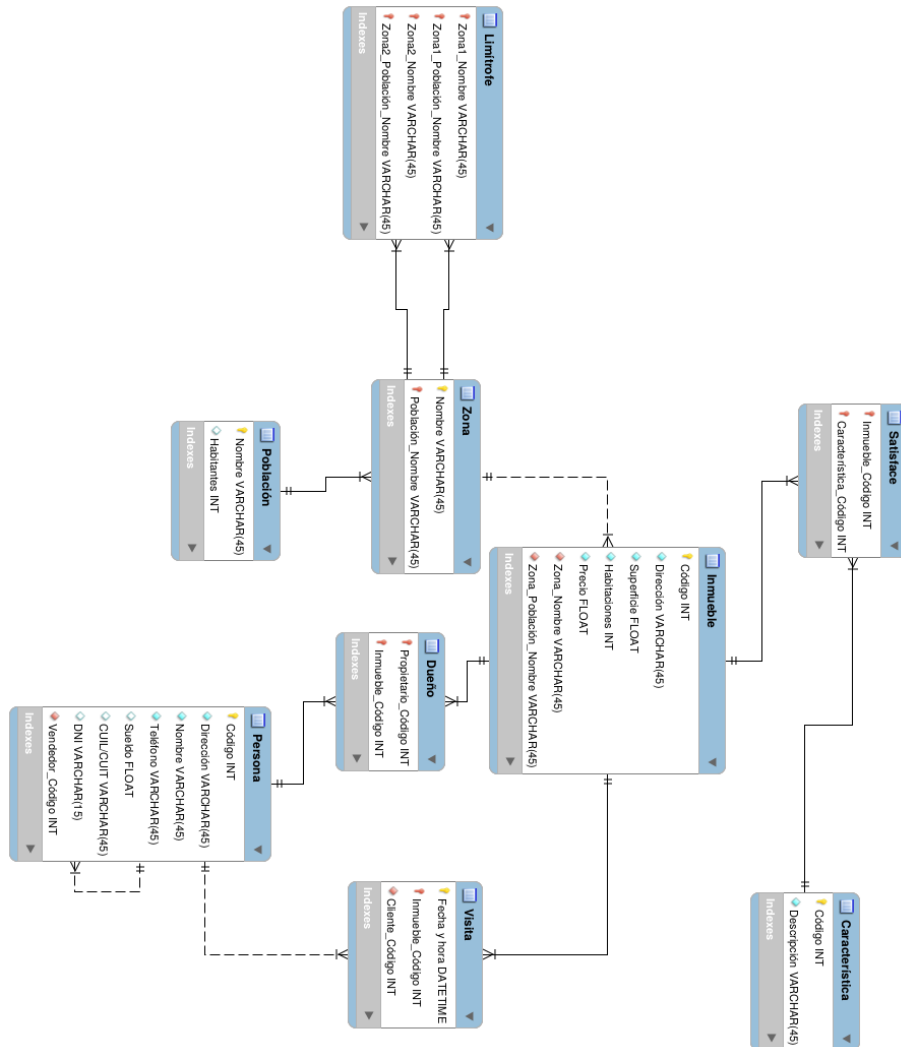 Limítrofe
Zona1_Nombre VARCHAR(45)
Zona1_Población_Nombre VARCHAR(45)
Zona2_Nombre VARCHAR(45)
Zona2_Población_Nombre VARCHAR(45)
Indexes
Zona
Nombre VARCHAR(45)
Población_Nombre VARCHAR(45)
Indexes
Población
Nombre VARCHAR(45)
Habitantes INT
Indexes
Satisface
Inmueble_Código INT
Característica_Código INT
Indexes
Inmueble
Código INT
Dirección VARCHAR(45)
Superficie FLOAT
Habitaciones INT
Precio FLOAT
Zona_Nombre VARCHAR(45)
Zona_Población_Nombre VARCHAR(45)
Indexes
Dueño
Propietario_Código INT
Inmueble_Código INT
Indexes
Persona
Código INT
Dirección VARCHAR(45)
Nombre VARCHAR(45)
Teléfono VARCHAR(45)
Sueldo FLOAT
CUIL/CUIT VARCHAR(45)
DNI VARCHAR(15)
Vendedor_Código INT
Indexes
Característica
Código INT
Descripción VARCHAR(45)
Indexes
Visita
Fecha y hora DATETIME
Inmueble_Código INT
Cliente_Código INT
Indexes